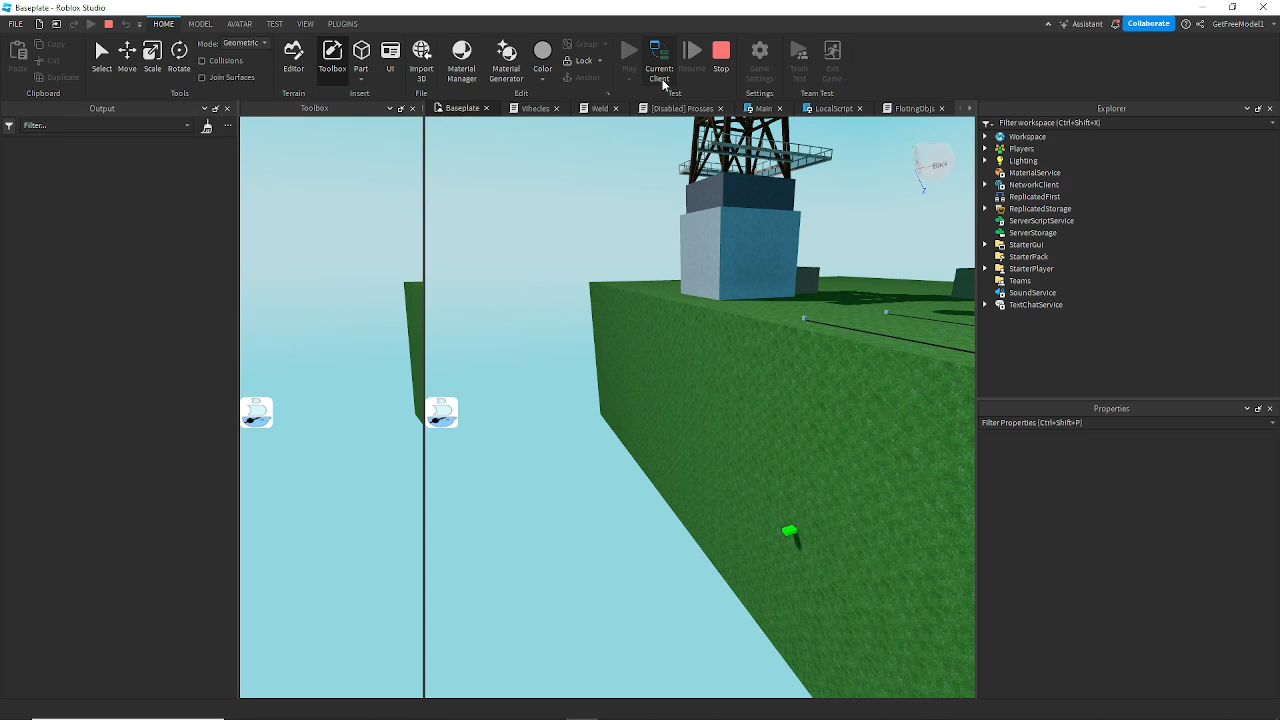 Baseplate - Roblox Studio
FILE HOME MODEL AVATAR TEST VIEW PLUGINS Assistant Collaborate GetFreeModel1
Paste Copy Cut Duplicate Clipboard
Select Move Scale Rotate Mode: Geometric Collisions Join Surfaces Tools
Editor Terrain
Toolbox Part UI Insert
Import 3D File
Material Manager Material Generator Color Group Lock Anchor Edit
Play Current: Client Resume Stop Test
Game Settings Settings
Team Test Exit Game Team Test
Output Toolbox Baseplate Wheeles Weld [Disabled] Prosses Main LocalScript FlotingObjs Explorer
Filter...
Filter workspace (Ctrl+Shift+X)
Workspace
Players
Lighting
MaterialService
NetworkClient
ReplicatedFirst
ReplicatedStorage
ServerScriptService
ServerStorage
StarterGui
StarterPack
StarterPlayer
Teams
SoundService
TextChatService
Back
Z
Properties
Filter Properties (Ctrl+Shift+P)